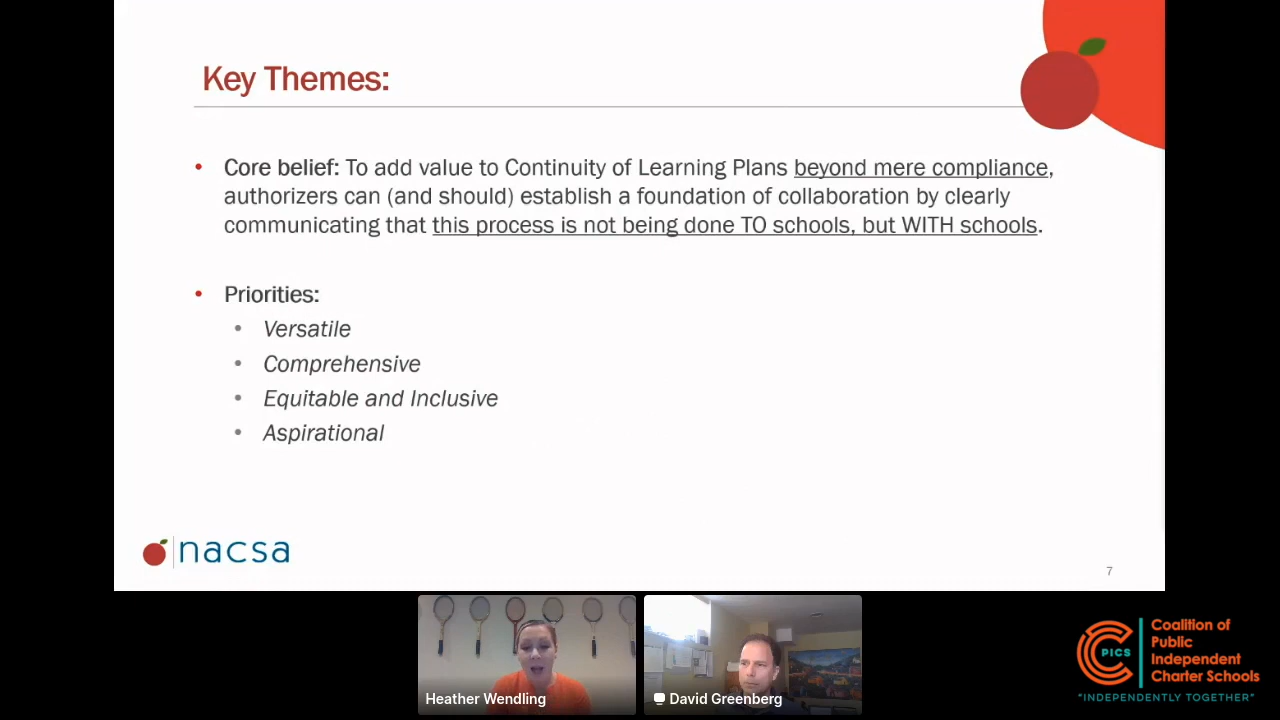 Key Themes:
• Core belief: To add value to Continuity of Learning Plans beyond mere compliance,
authorizers can (and should) establish a foundation of collaboration by clearly
communicating that this process is not being done TO schools, but WITH schools.
• Priorities:
• Versatile
• Comprehensive
• Equitable and Inclusive
• Aspirational
nacsa
7
Heather Wendling
David Greenberg
PICS
Coalition of
Public
Independent
Charter Schools
"INDEPENDENTLY TOGETHER"